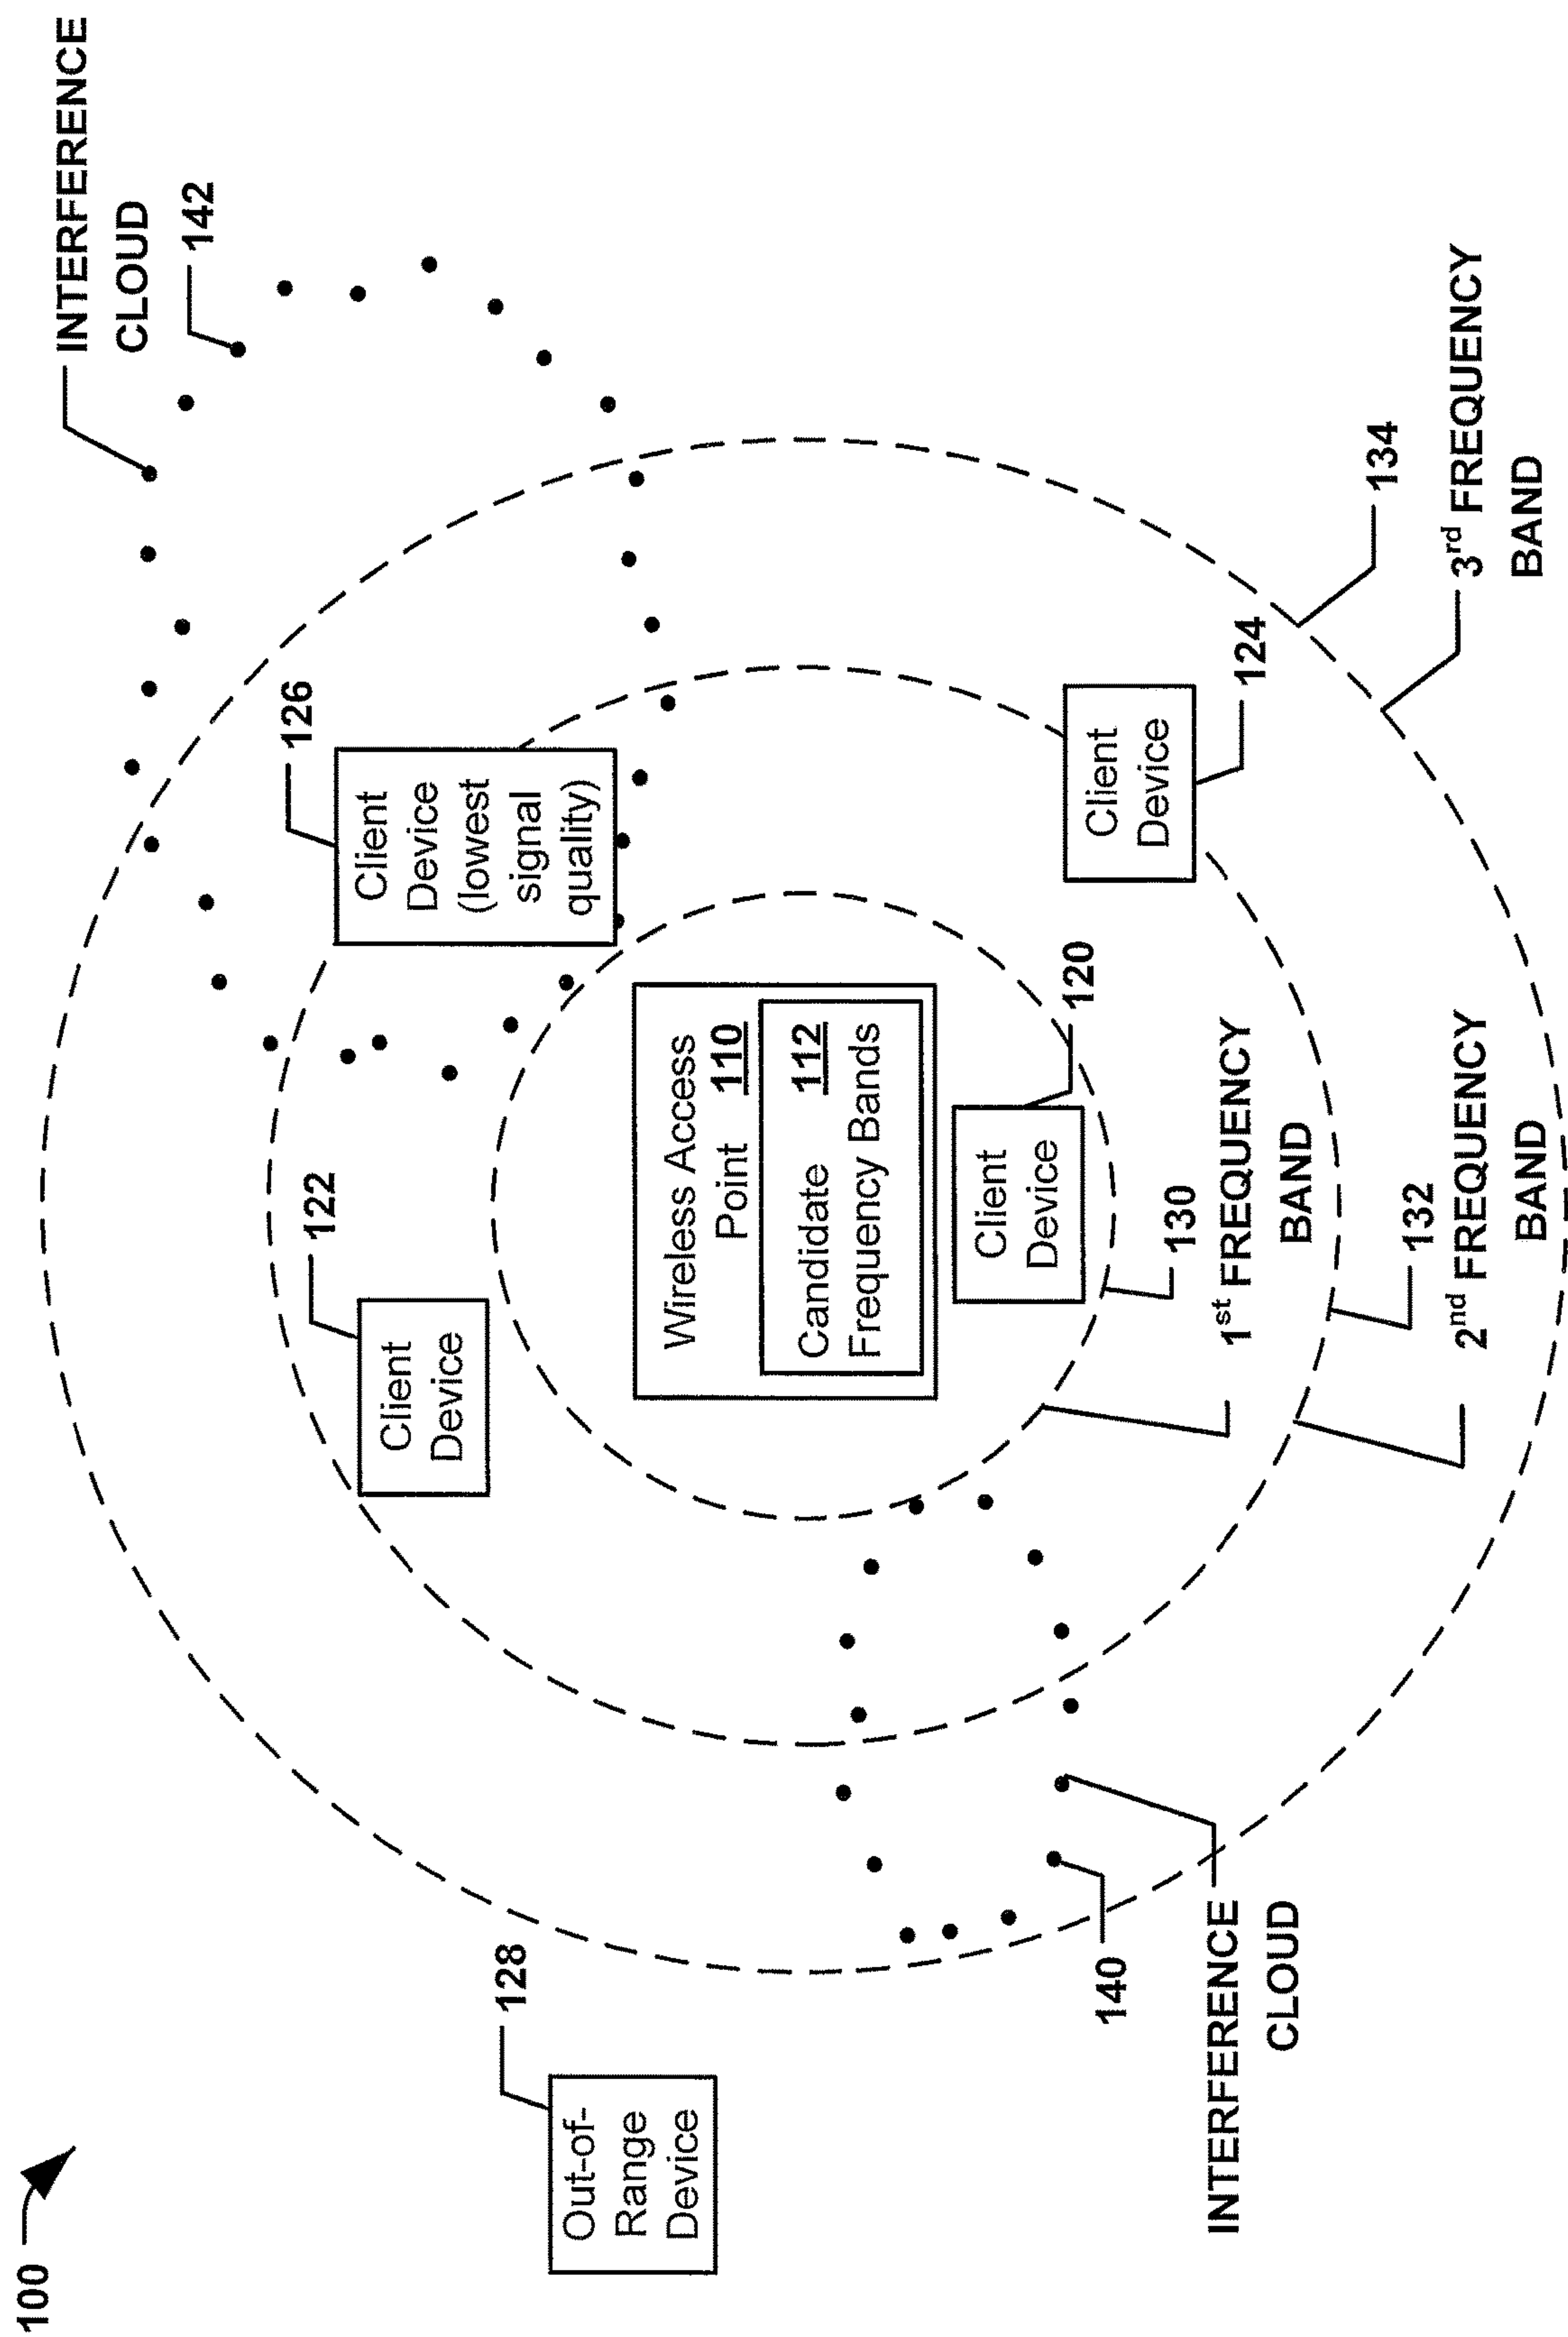 100
INTERFERENCE
CLOUD
142
126
Client
Device
(lowest
signal
quality)
122
Client
Device
128
Out-of-
Range
Device
Wireless Access
Point 110
Candidate 112
Frequency Bands
120
Client
Device
124
Client
Device
134
3rd FREQUENCY
BAND
130
1st FREQUENCY
BAND
132
2nd FREQUENCY
BAND
140
INTERFERENCE
CLOUD